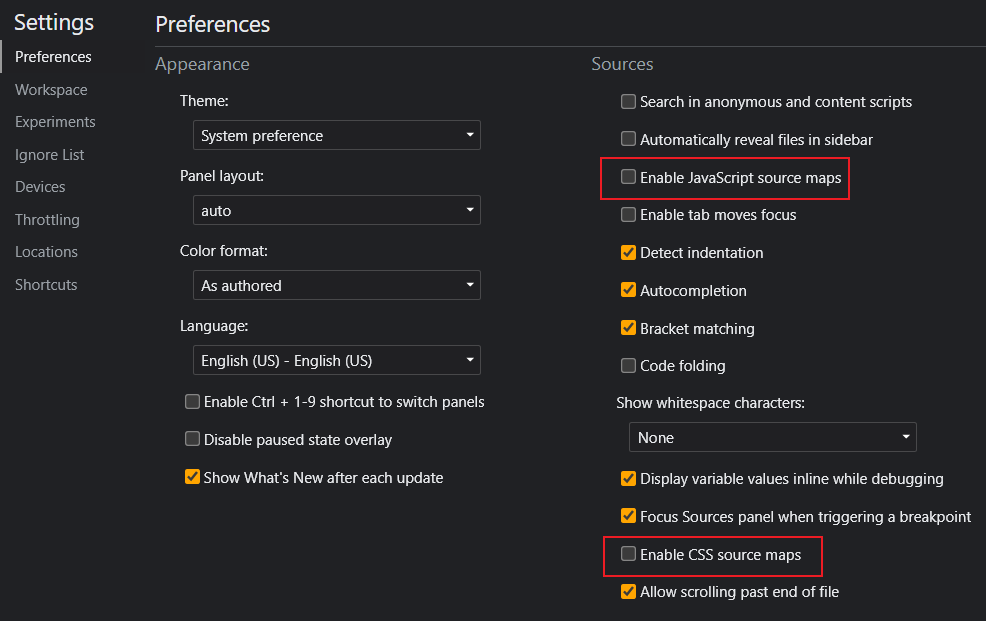 Settings
Preferences
Workspace
Experiments
Ignore List
Devices
Throttling
Locations
Shortcuts
Preferences
Appearance
Theme:
System preference
Panel layout:
auto
Color format:
As authored
Language:
English (US) - English (US)
Enable Ctrl + 1-9 shortcut to switch panels
Disable paused state overlay
Show What's New after each update
Sources
Search in anonymous and content scripts
Automatically reveal files in sidebar
Enable JavaScript source maps
Enable tab moves focus
Detect indentation
Autocompletion
Bracket matching
Code folding
Show whitespace characters:
None
Display variable values inline while debugging
Focus Sources panel when triggering a breakpoint
Enable CSS source maps
Allow scrolling past end of file